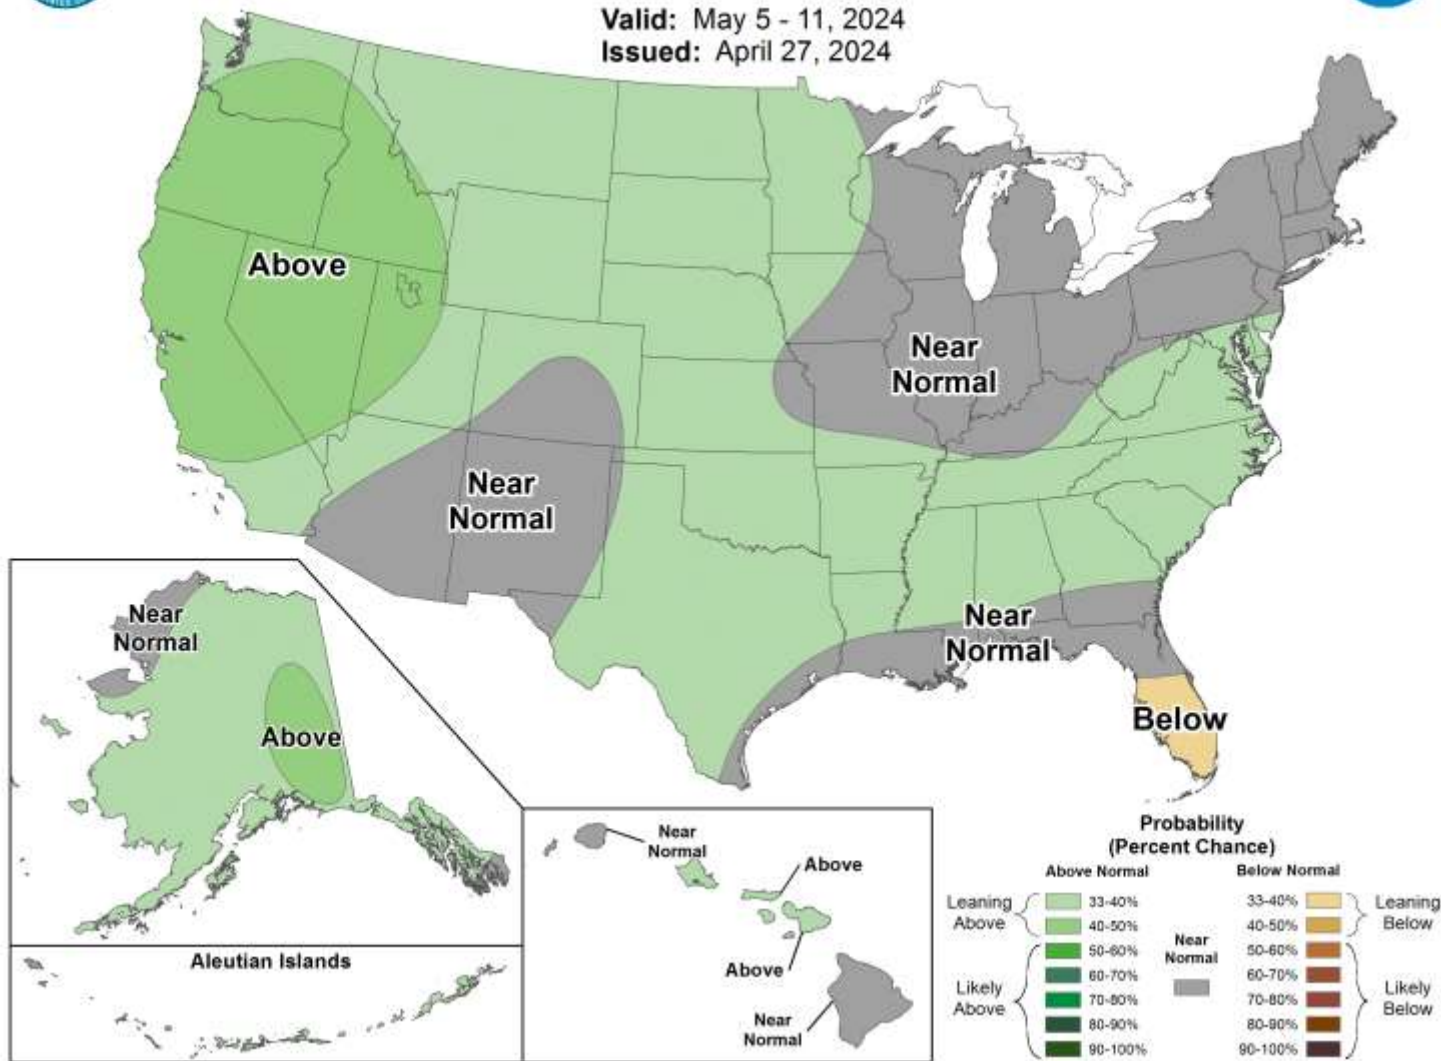 Valid: May 5 - 11, 2024
Issued: April 27, 2024
Above
Near
Normal
Near
Normal
Near
Normal
Below
Near
Normal
Above
Aleutian Islands
Near
Normal
Above
Above
Near
Normal
Probability
(Percent Chance)
Above Normal
Below Normal
Leaning
Above
33-40%
40-50%
Likely
Above
50-60%
60-70%
70-80%
80-90%
90-100%
Near
Normal
33-40%
40-50%
Leaning
Below
50-60%
60-70%
70-80%
80-90%
90-100%
Likely
Below